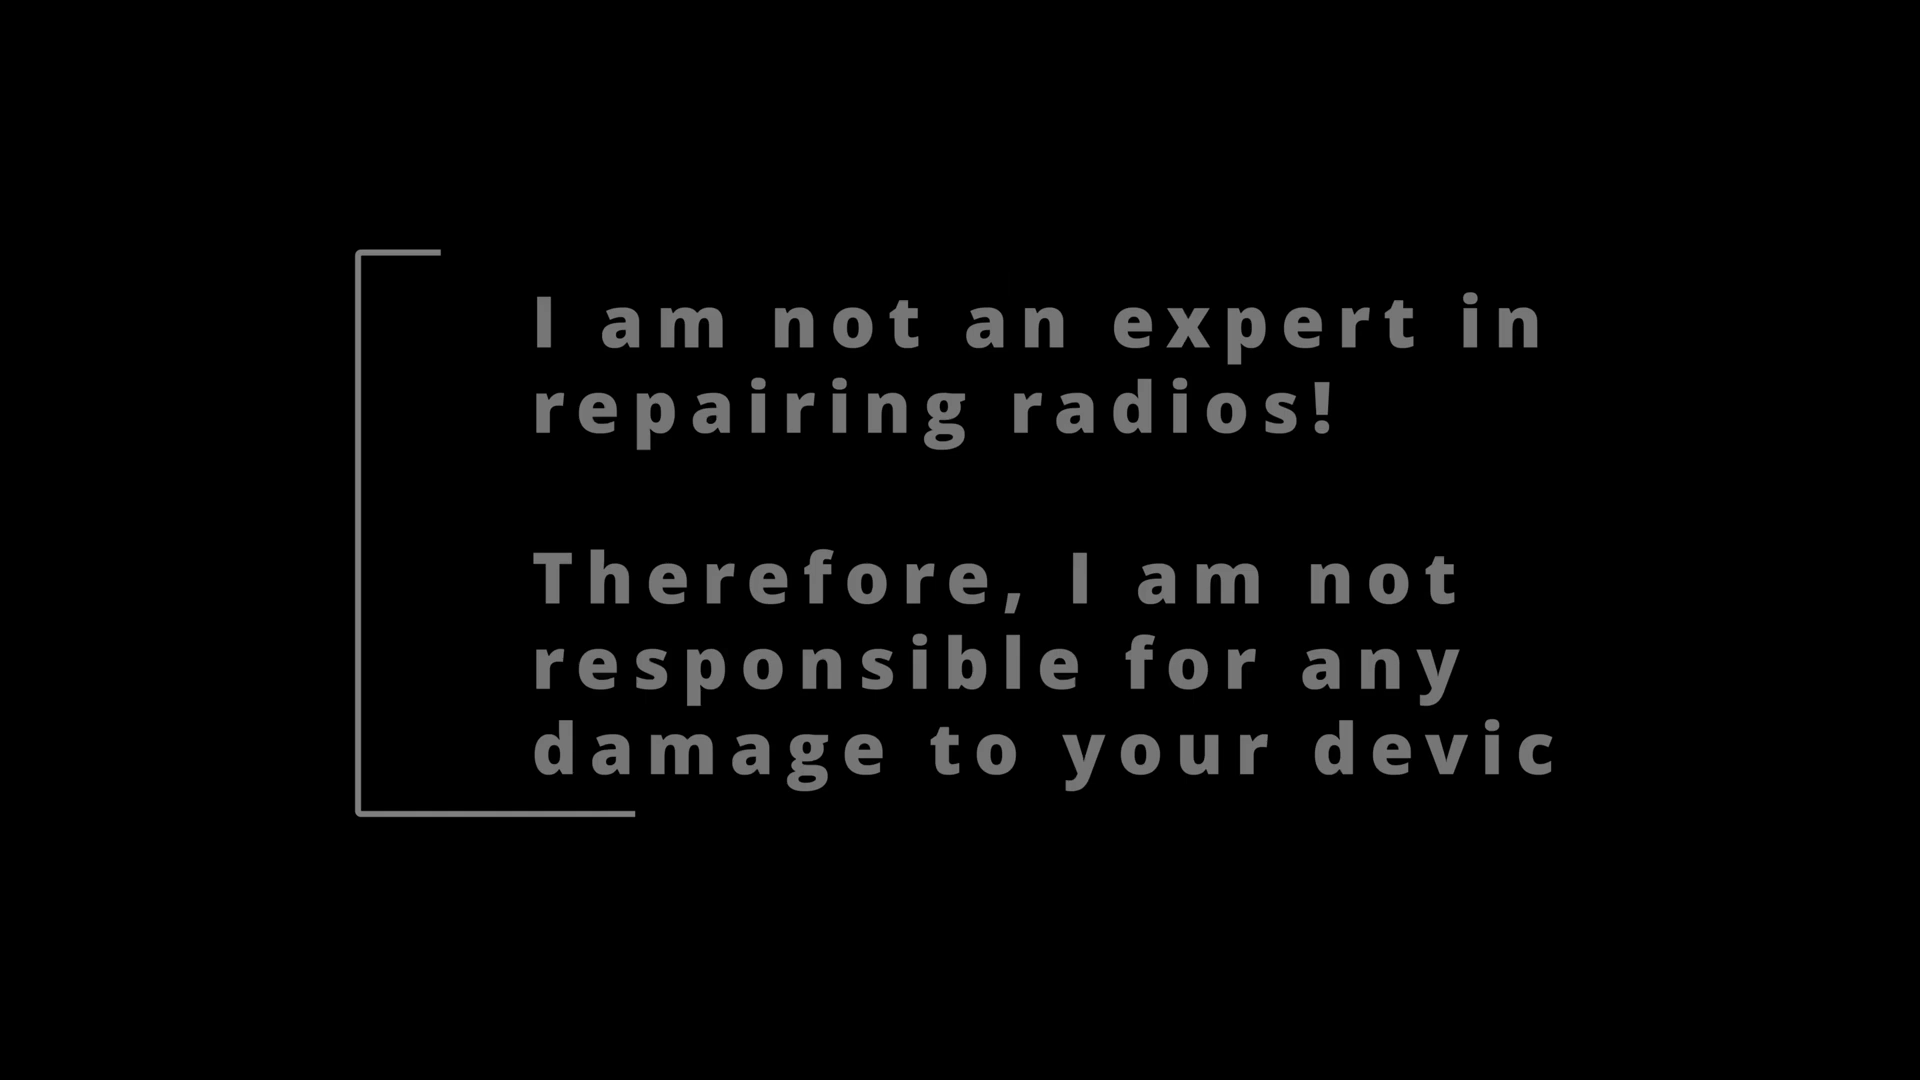 I am not an expert in
repairing radios!
Therefore, I am not
responsible for any
damage to your devic